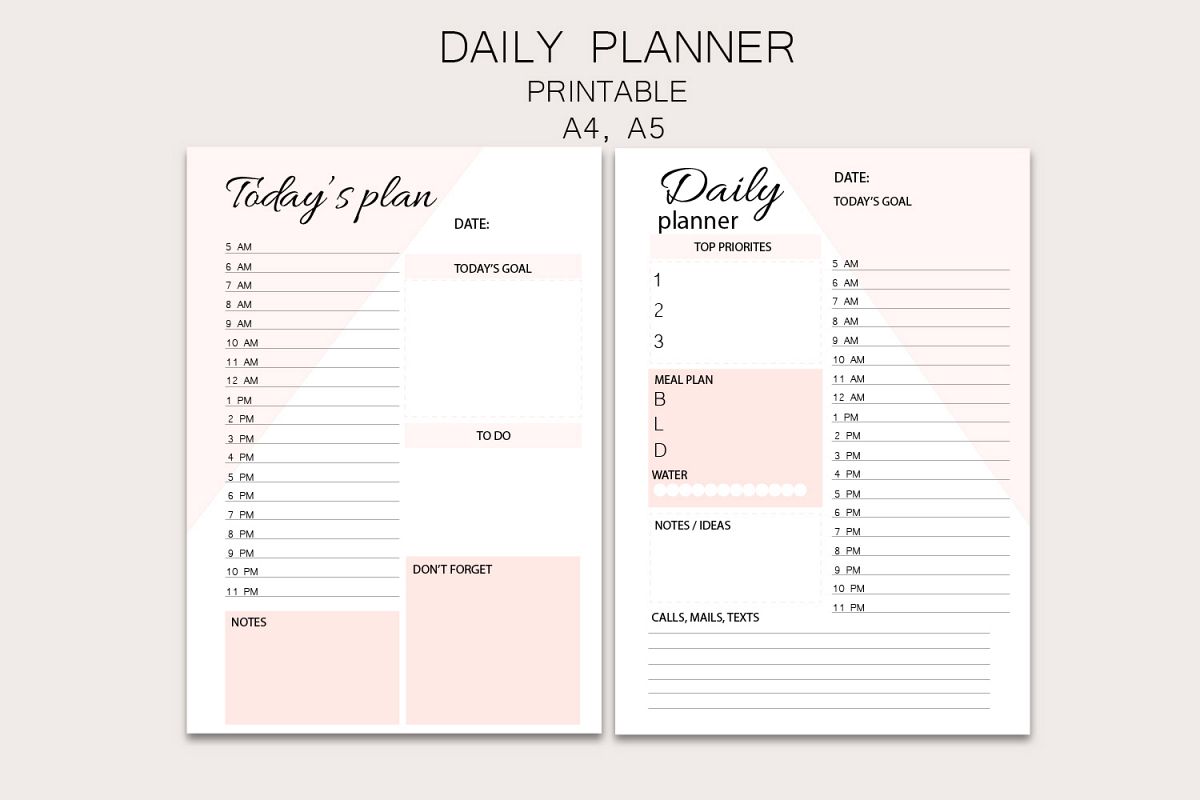 DAILY PLANNER
PRINTABLE
A4, A5
Today's plan
DATE:
5 AM
6 AM
7 AM
8 AM
9 AM
10 AM
11 AM
12 AM
1 PM
2 PM
3 PM
4 PM
5 PM
6 PM
7 PM
8 PM
9 PM
10 PM
11 PM
NOTES
TODAY'S GOAL
TO DO
DON'T FORGET
Daily
planner
DATE:
TODAY'S GOAL
TOP PRIORITES
1
2
3
MEAL PLAN
B
L
D
WATER
NOTES / IDEAS
5 AM
6 AM
7 AM
8 AM
9 AM
10 AM
11 AM
12 AM
1 PM
2 PM
3 PM
4 PM
5 PM
6 PM
7 PM
8 PM
9 PM
10 PM
11 PM
CALLS, MAILS, TEXTS